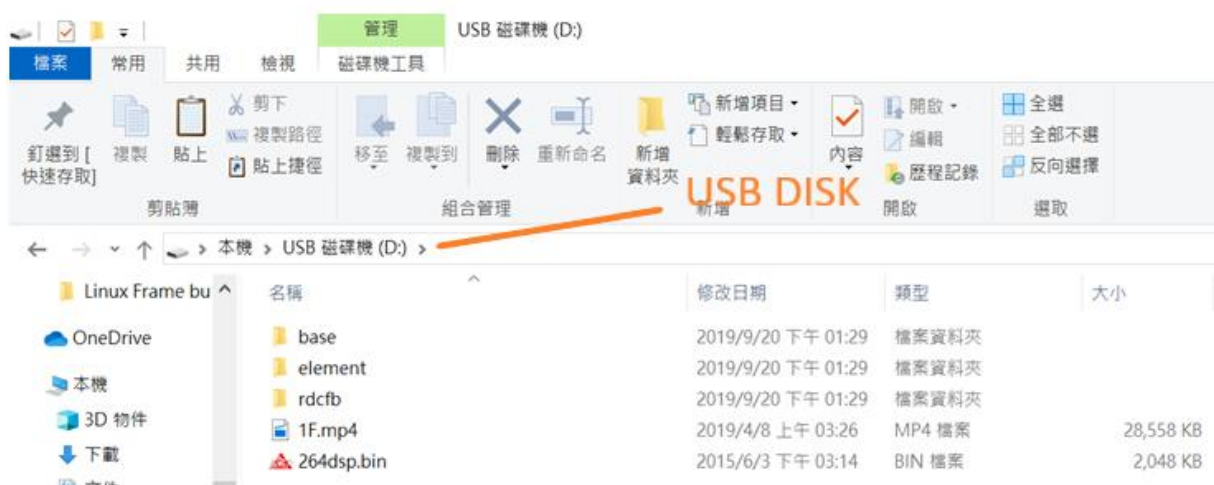 管理 USB 磁碟機 (D:)
檔案 常用 共用 檢視 磁碟機工具
釘選到 [快速存取]
複製
貼上
剪下
複製路徑
貼上捷徑
剪貼簿
移至
複製到
刪除
重新命名
組合管理
新增資料夾
新增項目
輕鬆存取
新增
內容
開啟
編輯
歷程記錄
開啟
全選
全部不選
反向選擇
選取
USB DISK
本機 > USB 磁碟機 (D:) >
Linux Frame bu
OneDrive
本機
3D 物件
下載
名稱 修改日期 類型 大小
base 2019/9/20 下午 01:29 檔案資料夾
element 2019/9/20 下午 01:29 檔案資料夾
rdcfb 2019/9/20 下午 01:29 檔案資料夾
1F.mp4 2019/4/8 上午 03:26 MP4 檔案 28,558 KB
264dsp.bin 2015/6/3 下午 03:14 BIN 檔案 2,048 KB